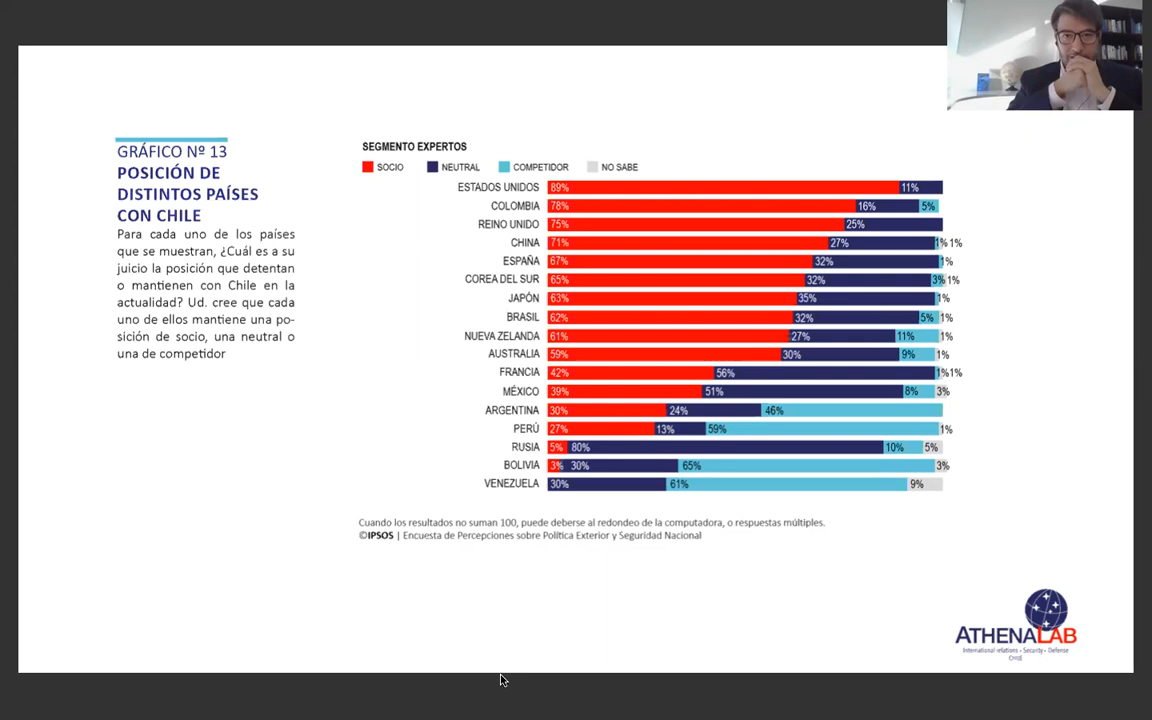 GRÁFICO Nº 13
POSICIÓN DE
DISTINTOS PAÍSES
CON CHILE
Para cada uno de los países
que se muestran, ¿Cuál es a su
juicio la posición que detentan
o mantienen con Chile en la
actualidad? Ud. cree que cada
uno de ellos mantiene una po-
sición de socio, una neutral o
una de competidor
SEGMENTO EXPERTOS
SOCIO NEUTRAL COMPETIDOR NO SABE
ESTADOS UNIDOS 89% 11%
COLOMBIA 78% 16% 5%
REINO UNIDO 75% 25%
CHINA 71% 27% 1% 1%
ESPAÑA 67% 32% 1%
COREA DEL SUR 65% 32% 3% 1%
JAPÓN 63% 35% 1%
BRASIL 62% 32% 5% 1%
NUEVA ZELANDA 61% 27% 11% 1%
AUSTRALIA 59% 30% 9% 1%
FRANCIA 42% 56% 1% 1%
MÉXICO 39% 51% 8% 3%
ARGENTINA 30% 24% 46%
PERÚ 27% 13% 59% 1%
RUSIA 5% 80% 10% 5%
BOLIVIA 3% 30% 65% 3%
VENEZUELA 30% 61% 9%
Cuando los resultados no suman 100, puede deberse al redondeo de la computadora, o respuestas múltiples.
©IPSOS | Encuesta de Percepciones sobre Política Exterior y Seguridad Nacional
ATHENALAB
International relations • Security • Defense
CHILE